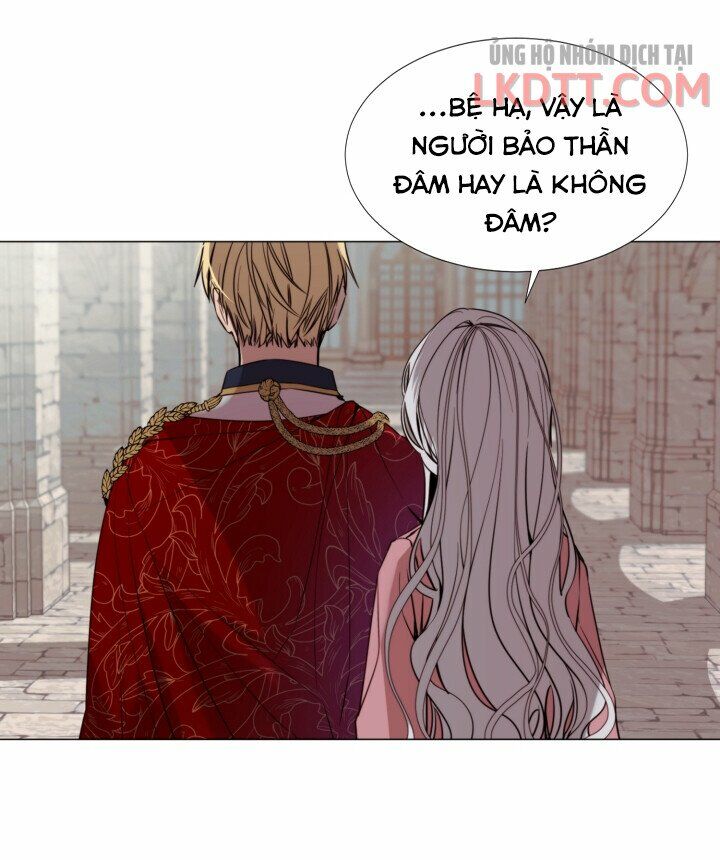 ỦNG HỘ NHÓM DỊCH TẠI
LKDTT.COM
...BỆ HẠ, VẬY LÀ
NGƯỜI BẢO THẦN
ĐÂM HAY LÀ KHÔNG
ĐÂM?